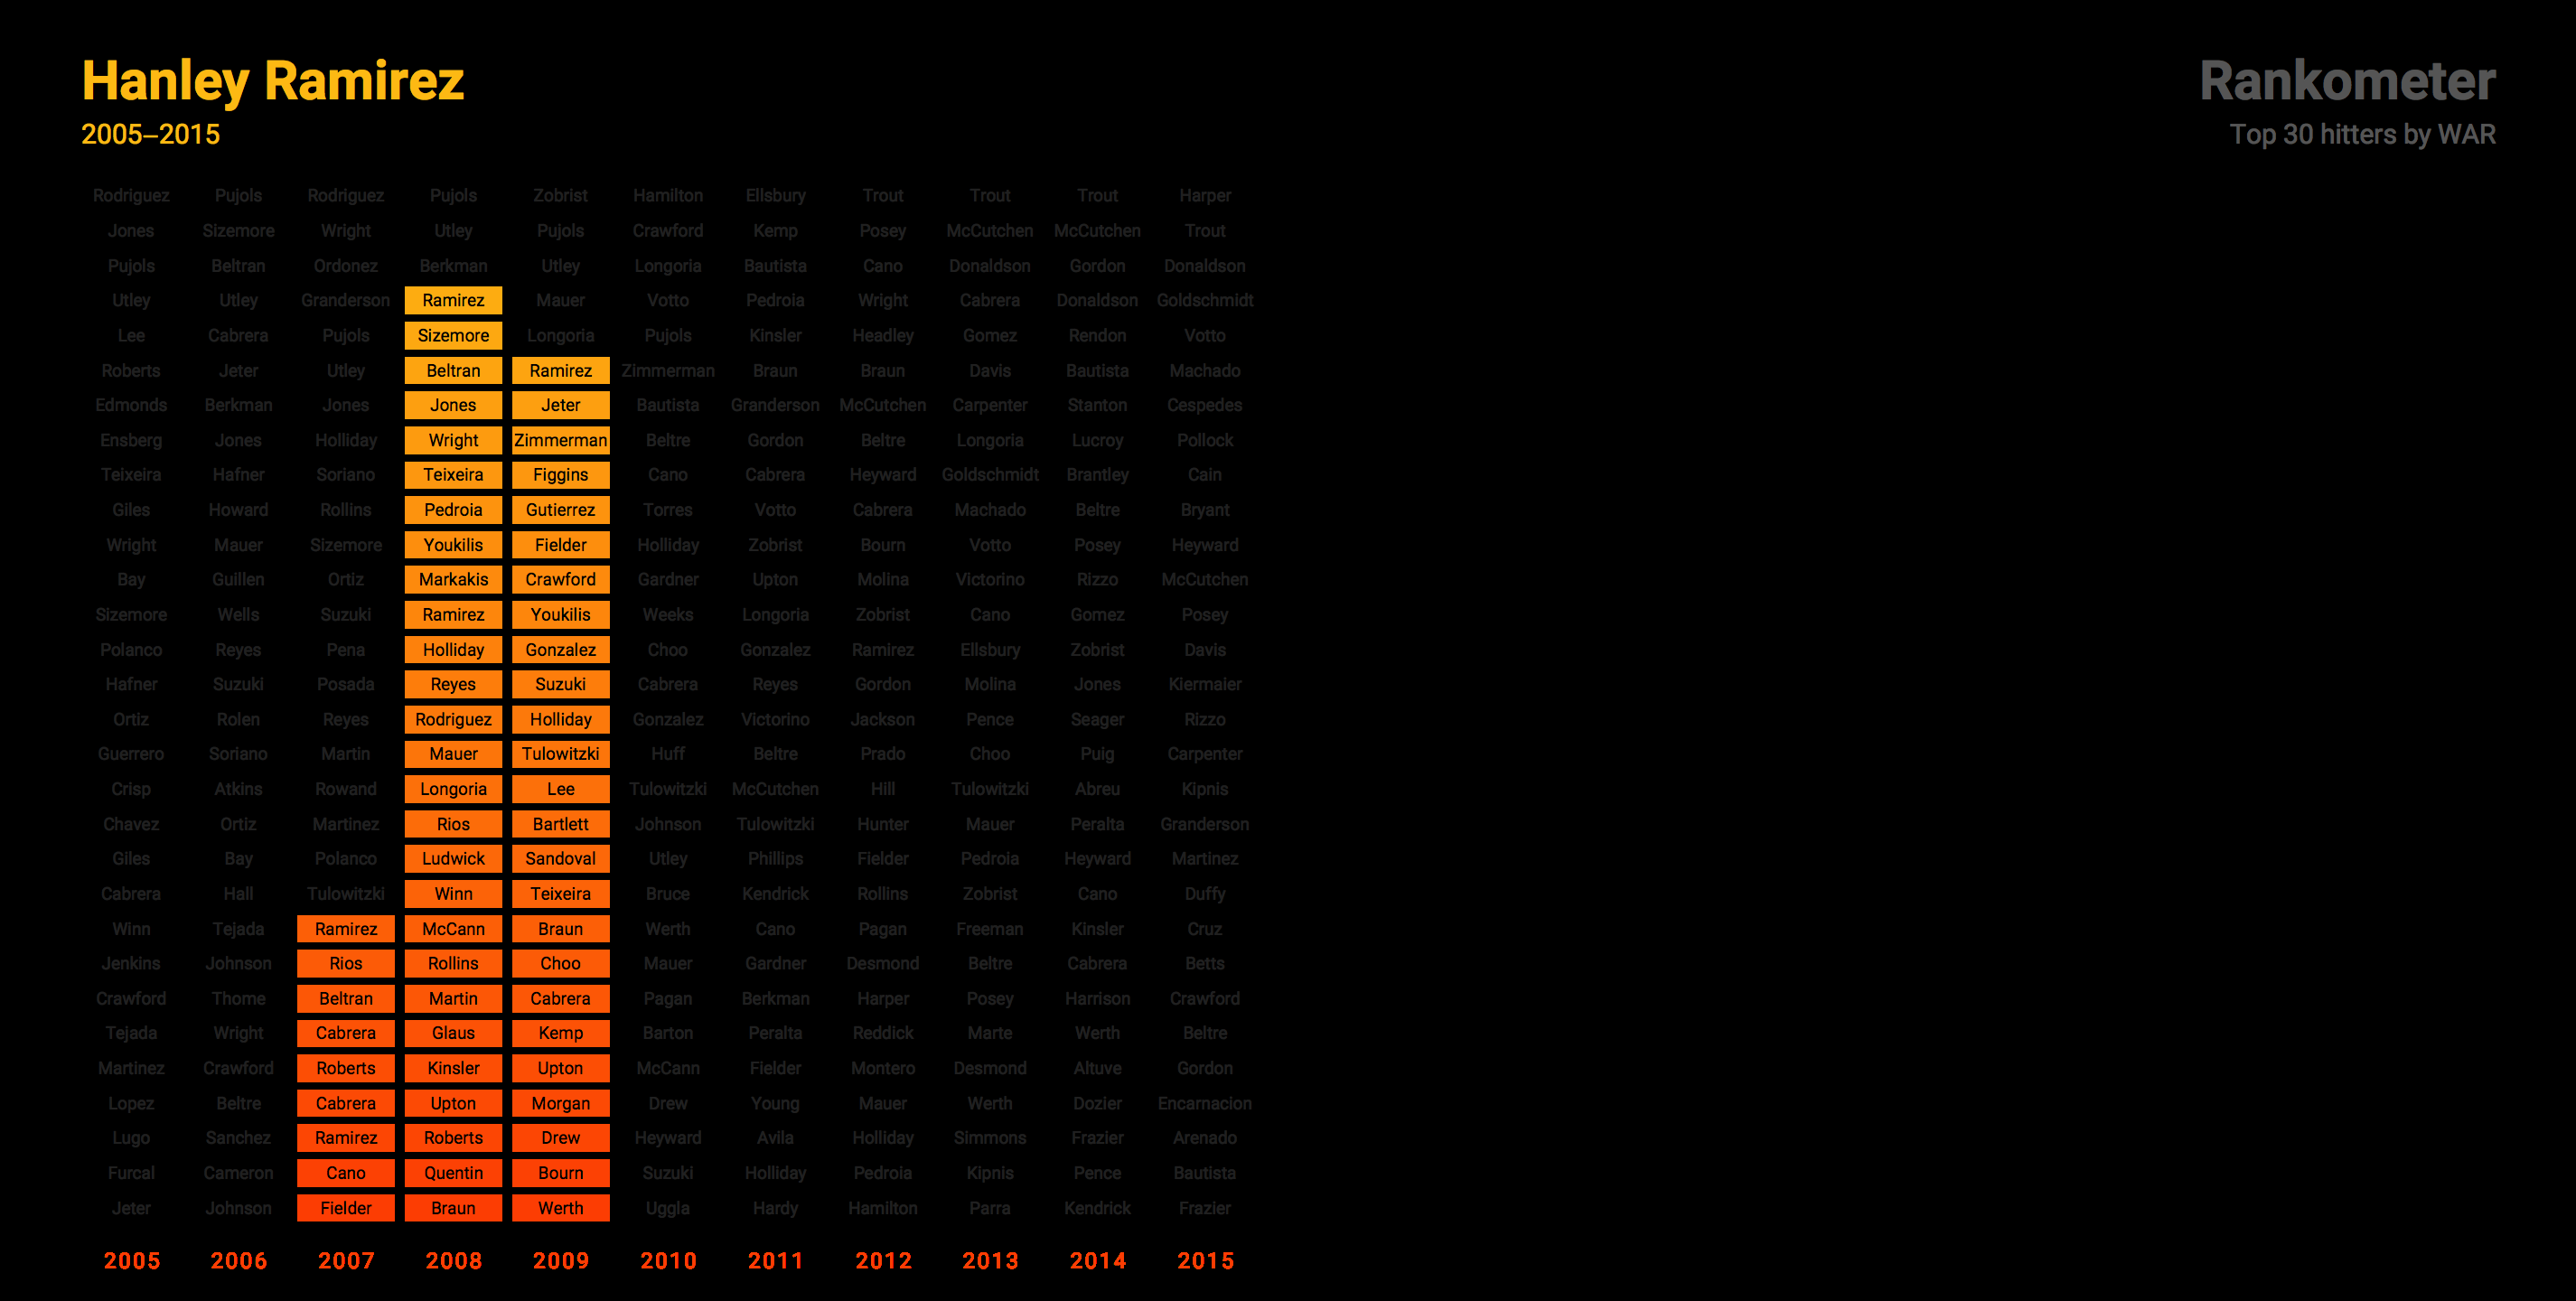 Hanley Ramirez
2005–2015
Rankometer
Top 30 hitters by WAR
Rodriguez Pujols Rodriguez Pujols Zobrist Hamilton Ellsbury Trout Trout Trout Harper
Jones Sizemore Wright Utley Pujols Crawford Kemp Posey McCutchen McCutchen Trout
Pujols Beltran Ordonez Berkman Utley Longoria Bautista Cano Donaldson Gordon Donaldson
Utley Utley Granderson Ramirez Mauer Votto Pedroia Wright Cabrera Donaldson Goldschmidt
Lee Cabrera Pujols Sizemore Longoria Pujols Kinsler Headley Gomez Rendon Votto
Roberts Jeter Utley Beltran Ramirez Zimmerman Braun Braun Davis Bautista Machado
Edmonds Berkman Jones Jones Jeter Bautista Granderson McCutchen Carpenter Stanton Cespedes
Ensberg Jones Holliday Wright Zimmerman Beltre Gordon Beltre Longoria Lucroy Pollock
Teixeira Hafner Soriano Teixeira Figgins Cano Cabrera Heyward Goldschmidt Brantley Cain
Giles Howard Rollins Pedroia Gutierrez Torres Votto Cabrera Machado Beltre Bryant
Wright Mauer Sizemore Youkilis Fielder Holliday Zobrist Bourn Votto Posey Heyward
Bay Guillen Ortiz Markakis Crawford Gardner Upton Molina Victorino Rizzo McCutchen
Sizemore Wells Suzuki Ramirez Youkilis Weeks Longoria Zobrist Cano Gomez Posey
Polanco Reyes Pena Holliday Gonzalez Choo Gonzalez Ramirez Ellsbury Zobrist Davis
Hafner Suzuki Posada Reyes Suzuki Cabrera Reyes Gordon Molina Jones Kiermaier
Ortiz Rolen Reyes Rodriguez Holliday Gonzalez Victorino Jackson Pence Seager Rizzo
Guerrero Soriano Martin Mauer Tulowitzki Huff Beltre Prado Choo Puig Carpenter
Crisp Atkins Rowand Longoria Lee Tulowitzki McCutchen Hill Tulowitzki Abreu Kipnis
Chavez Ortiz Martinez Rios Bartlett Johnson Tulowitzki Hunter Mauer Peralta Granderson
Giles Bay Polanco Ludwick Sandoval Utley Phillips Fielder Pedroia Heyward Martinez
Cabrera Hall Tulowitzki Winn Teixeira Bruce Kendrick Rollins Zobrist Cano Duffy
Winn Tejada Ramirez McCann Braun Werth Cano Pagan Freeman Kinsler Cruz
Jenkins Johnson Rios Rollins Choo Mauer Gardner Desmond Beltre Cabrera Betts
Crawford Thome Beltran Martin Cabrera Pagan Berkman Harper Posey Harrison Crawford
Tejada Wright Cabrera Glaus Kemp Barton Peralta Reddick Marte Werth Beltre
Martinez Crawford Roberts Kinsler Upton McCann Fielder Montero Desmond Altuve Gordon
Lopez Beltre Cabrera Upton Morgan Drew Young Mauer Werth Dozier Encarnacion
Lugo Sanchez Ramirez Roberts Drew Heyward Avila Holliday Simmons Frazier Arenado
Furcal Cameron Cano Quentin Bourn Suzuki Holliday Pedroia Kipnis Pence Bautista
Jeter Johnson Fielder Braun Werth Uggla Hardy Hamilton Parra Kendrick Frazier
2005 2006 2007 2008 2009 2010 2011 2012 2013 2014 2015